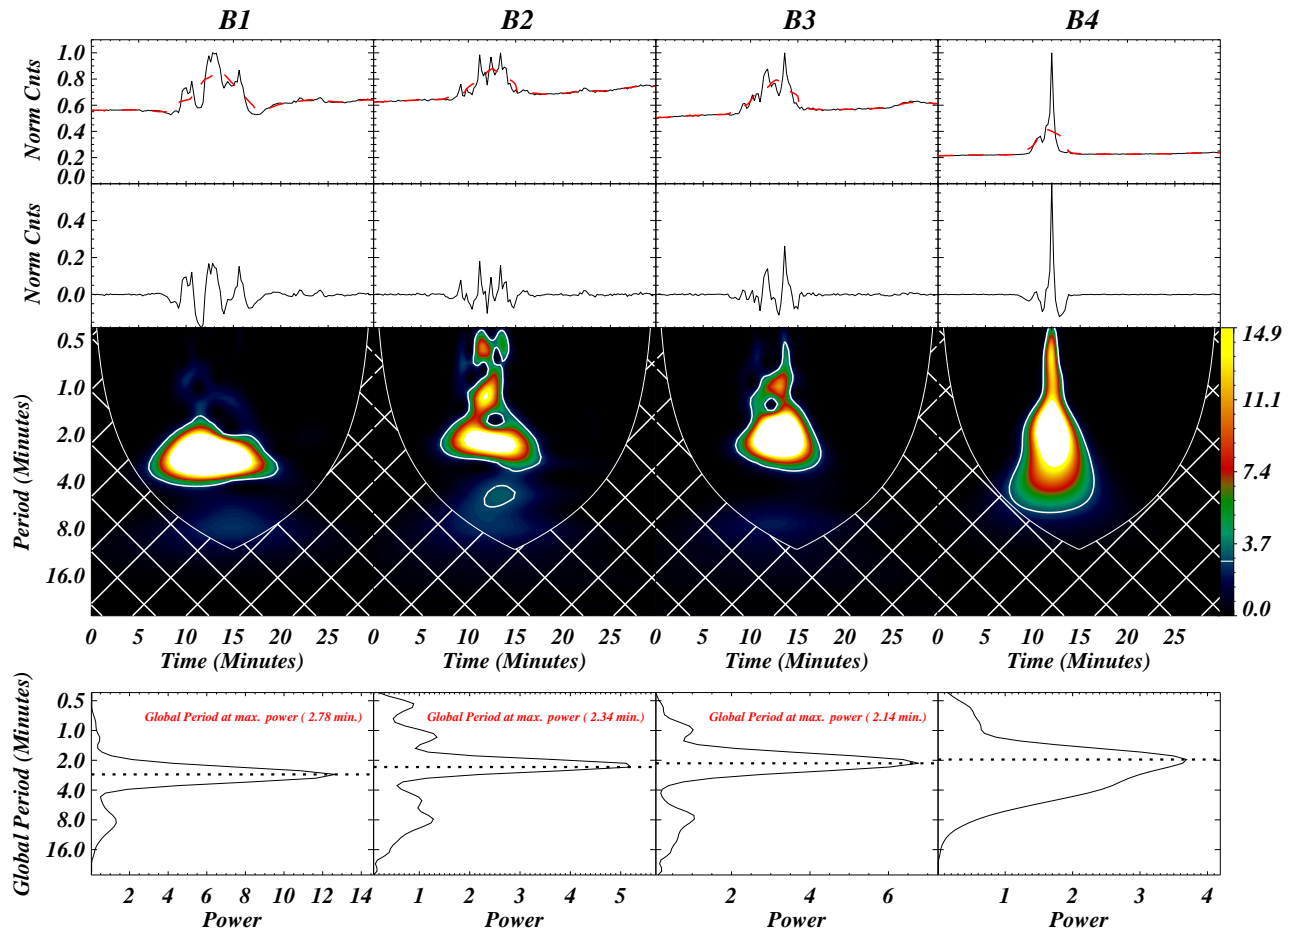 B1 B2 B3 B4
Norm Cnts
1.0
0.8
0.6
0.4
0.2
0.0
Norm Cnts
0.4
0.2
0.0
Period (Minutes)
0.5
1.0
2.0
4.0
8.0
16.0
14.9
11.1
7.4
3.7
0.0
0 5 10 15 20 25 0 5 10 15 20 25 0 5 10 15 20 25 0 5 10 15 20 25
Time (Minutes) Time (Minutes) Time (Minutes) Time (Minutes)
Global Period (Minutes)
0.5
1.0
2.0
4.0
8.0
16.0
Global Period at max. power ( 2.78 min.)
Global Period at max. power ( 2.34 min.)
Global Period at max. power ( 2.14 min.)
2 4 6 8 10 12 14 1 2 3 4 5 2 4 6 1 2 3 4
Power Power Power Power